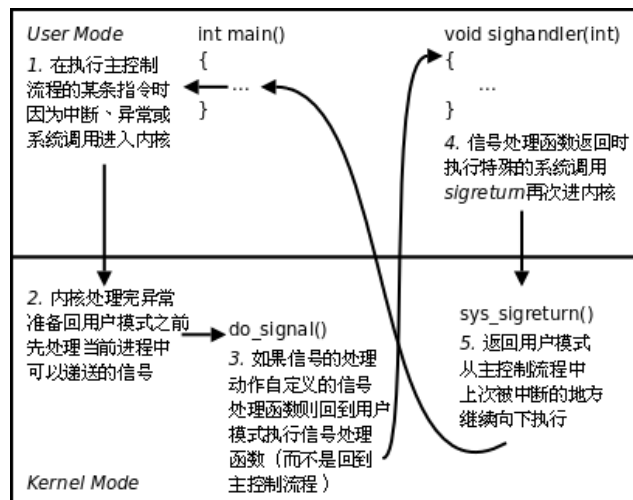 User Mode
int main()
{
...
}
void sighandler(int)
{
...
}
1. 在执行主控制
流程的某条指令时
因为中断、异常或
系统调用进入内核
4. 信号处理函数返回时
执行特殊的系统调用
sigreturn再次进内核
2. 内核处理完异常
准备回用户模式之前
先处理当前进程中
可以递送的信号
do_signal()
3. 如果信号的处理
动作自定义的信号
处理函数则回到用户
模式执行信号处理
函数（而不是回到
主控制流程）
sys_sigreturn()
5. 返回用户模式
从主控制流程中
上次被中断的地方
继续向下执行
Kernel Mode